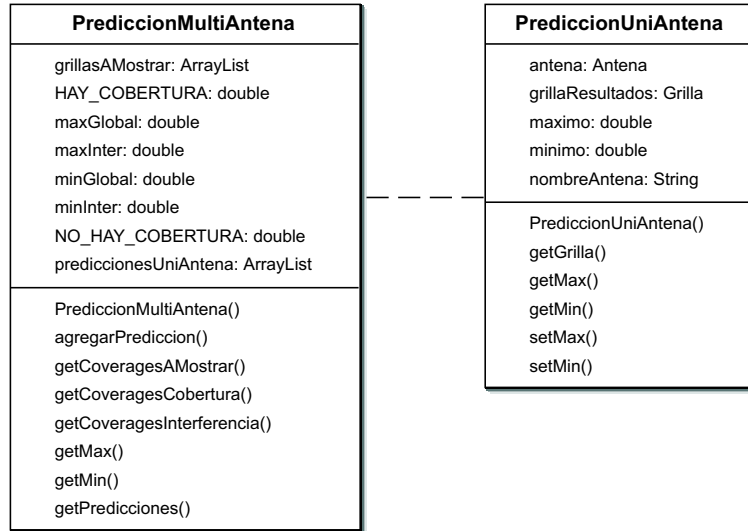 PrediccionMultiAntena
grillasAMostrar: ArrayList
HAY_COBERTURA: double
maxGlobal: double
maxInter: double
minGlobal: double
minInter: double
NO_HAY_COBERTURA: double
prediccionesUniAntena: ArrayList
PrediccionMultiAntena()
agregarPrediccion()
getCoveragesAMostrar()
getCoveragesCobertura()
getCoveragesInterferencia()
getMax()
getMin()
getPredicciones()
PrediccionUniAntena
antena: Antena
grillaResultados: Grilla
maximo: double
minimo: double
nombreAntena: String
PrediccionUniAntena()
getGrilla()
getMax()
getMin()
setMax()
setMin()